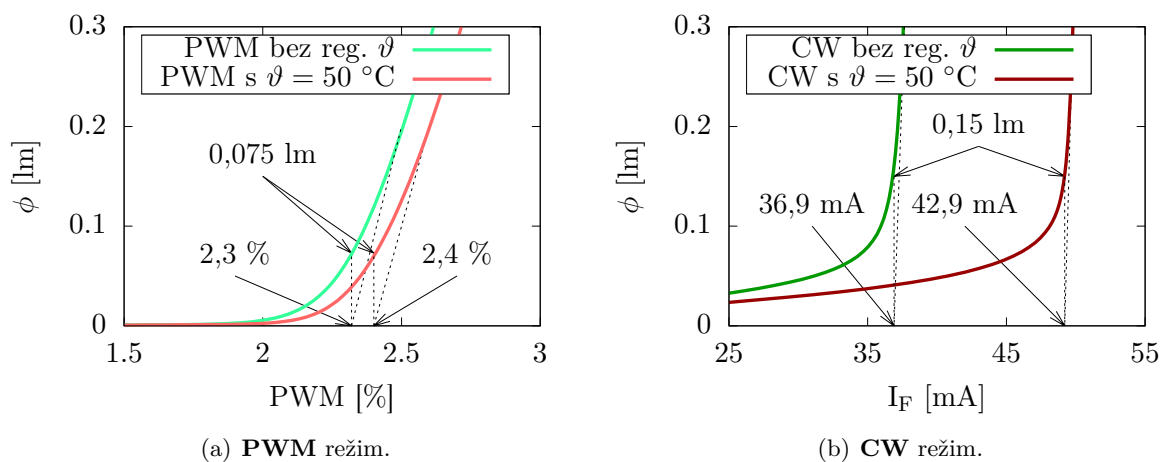 0.3
PWM bez reg. ϑ
PWM s ϑ = 50 °C
0.2
0,075 lm
ϕ [lm]
0.1
2,3 %
2,4 %
0
1.5
2
2.5
3
PWM [%]
(a) PWM režim.
0.3
CW bez reg. ϑ
CW s ϑ = 50 °C
0.2
0,15 lm
ϕ [lm]
36,9 mA
42,9 mA
0.1
0
25
35
45
55
I_F [mA]
(b) CW režim.